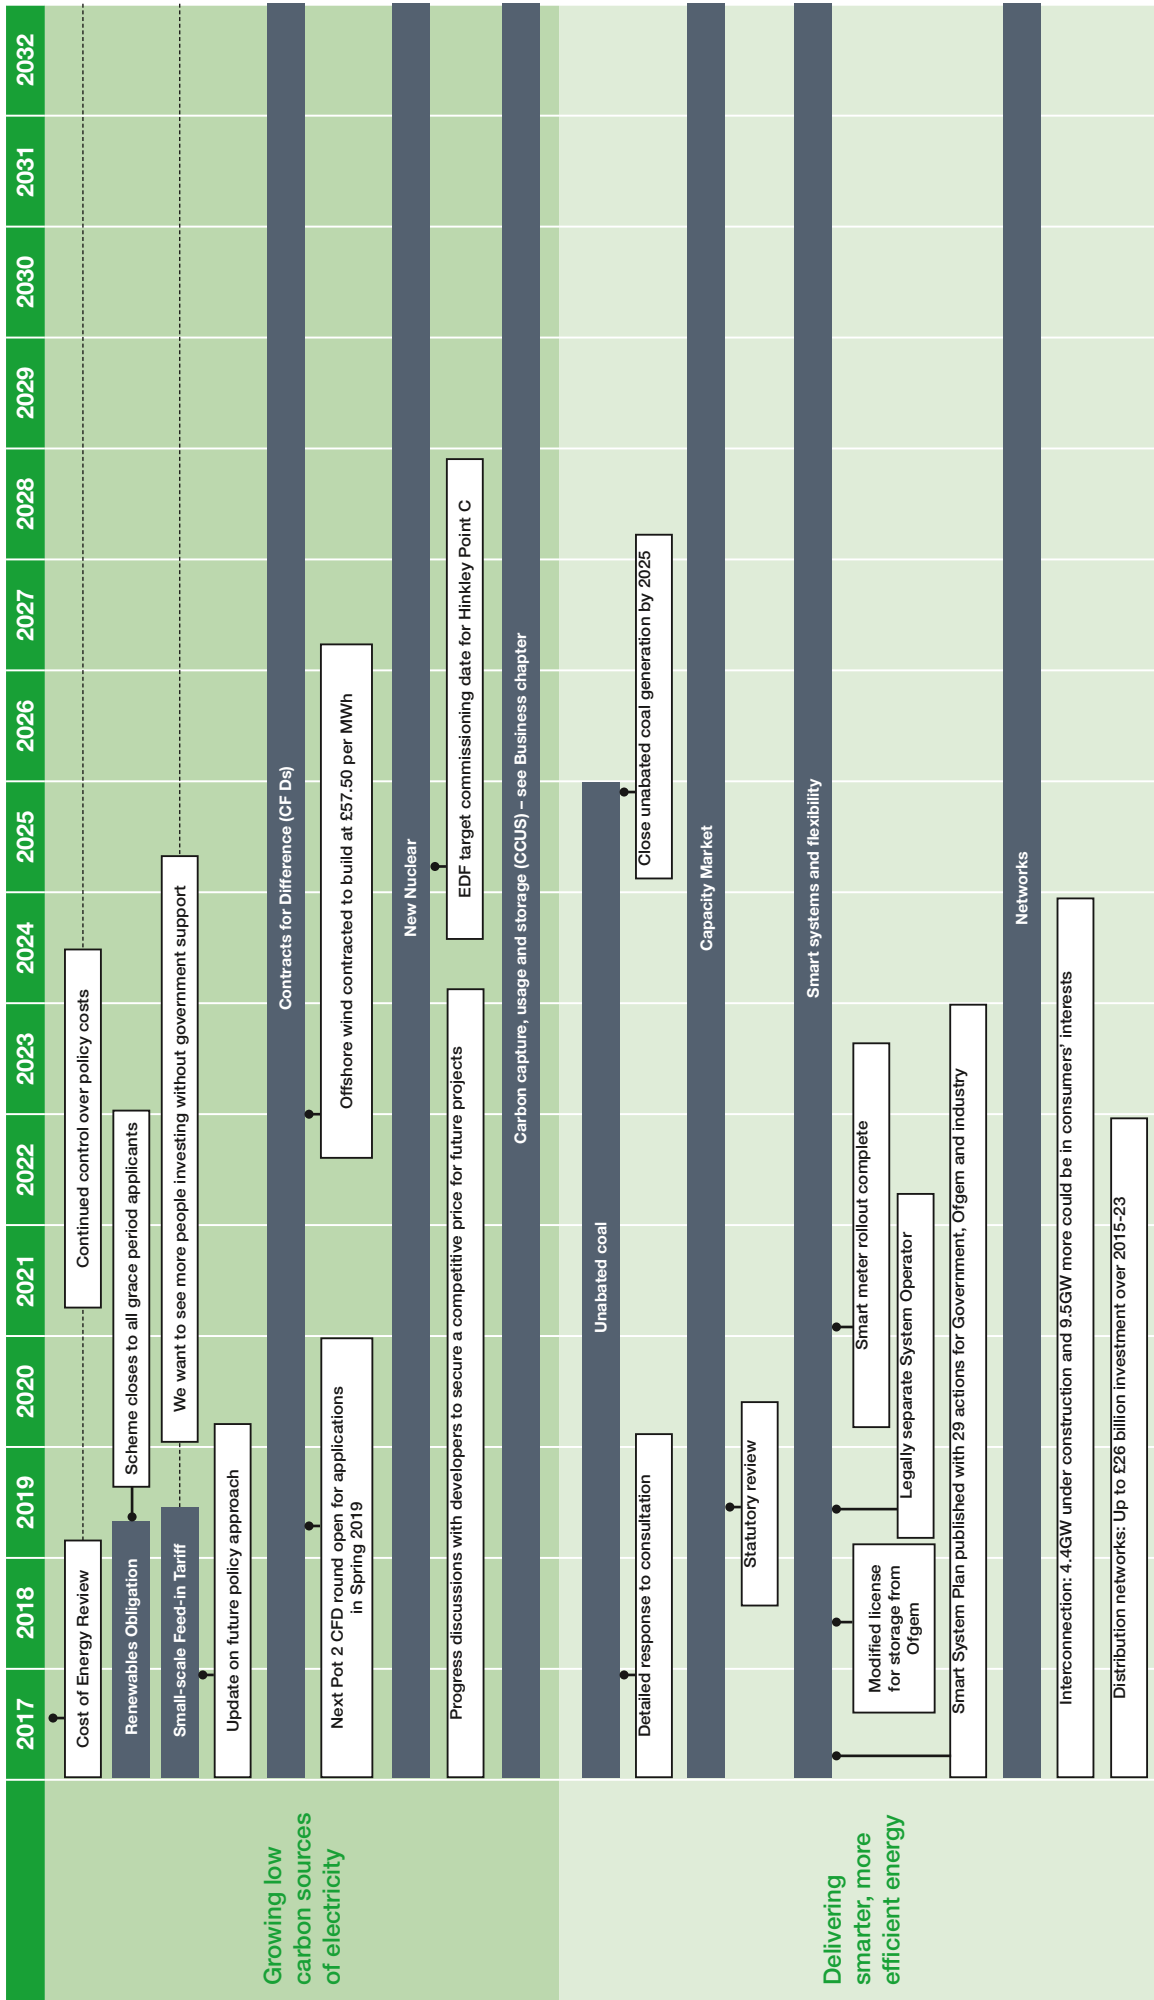 2017
2018
2019
2020
2021
2022
2023
2024
2025
2026
2027
2028
2029
2030
2031
2032
Growing low
carbon sources
of electricity
Cost of Energy Review
Continued control over policy costs
Renewables Obligation
Scheme closes to all grace period applicants
Small-scale Feed-in Tariff
We want to see more people investing without government support
Update on future policy approach
Contracts for Difference (CF Ds)
Next Pot 2 CFD round open for applications
in Spring 2019
Offshore wind contracted to build at £57.50 per MWh
New Nuclear
Progress discussions with developers to secure a competitive price for future projects
EDF target commissioning date for Hinkley Point C
Carbon capture, usage and storage (CCUS) – see Business chapter
Delivering
smarter, more
efficient energy
Unabated coal
Detailed response to consultation
Close unabated coal generation by 2025
Capacity Market
Statutory review
Smart systems and flexibility
Modified license
for storage from
Ofgem
Smart meter rollout complete
Legally separate System Operator
Smart System Plan published with 29 actions for Government, Ofgem and industry
Networks
Interconnection: 4.4GW under construction and 9.5GW more could be in consumers' interests
Distribution networks: Up to £26 billion investment over 2015-23